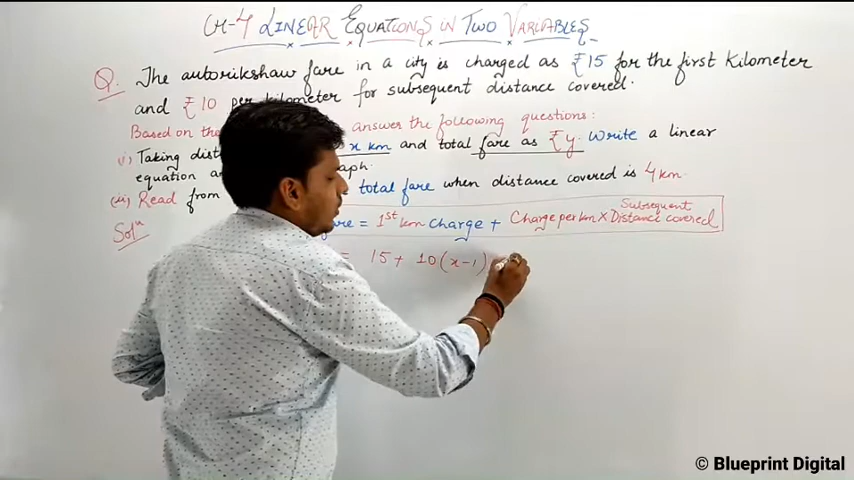 CH-4 LINEAR EQUATIONS IN TWO VARIABLES
Q. The autorikshaw fare in a city is charged as ₹15 for the first kilometer
and ₹10 per kilometer for subsequent distance covered.
Based on the answer the following questions:
i) Taking dist x km and total fare as ₹y. Write a linear
equation a graph.
(ii) Read from total fare when distance covered is 4 km.
Solⁿ fare = 1st km charge + Charge per km × Subsequent Distance covered
= 15 + 10(x-1)
© Blueprint Digital